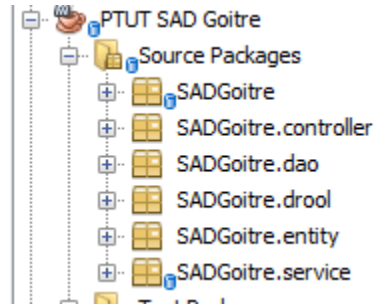 PTUT SAD Goitre
Source Packages
SADGoitre
SADGoitre.controller
SADGoitre.dao
SADGoitre.drool
SADGoitre.entity
SADGoitre.service